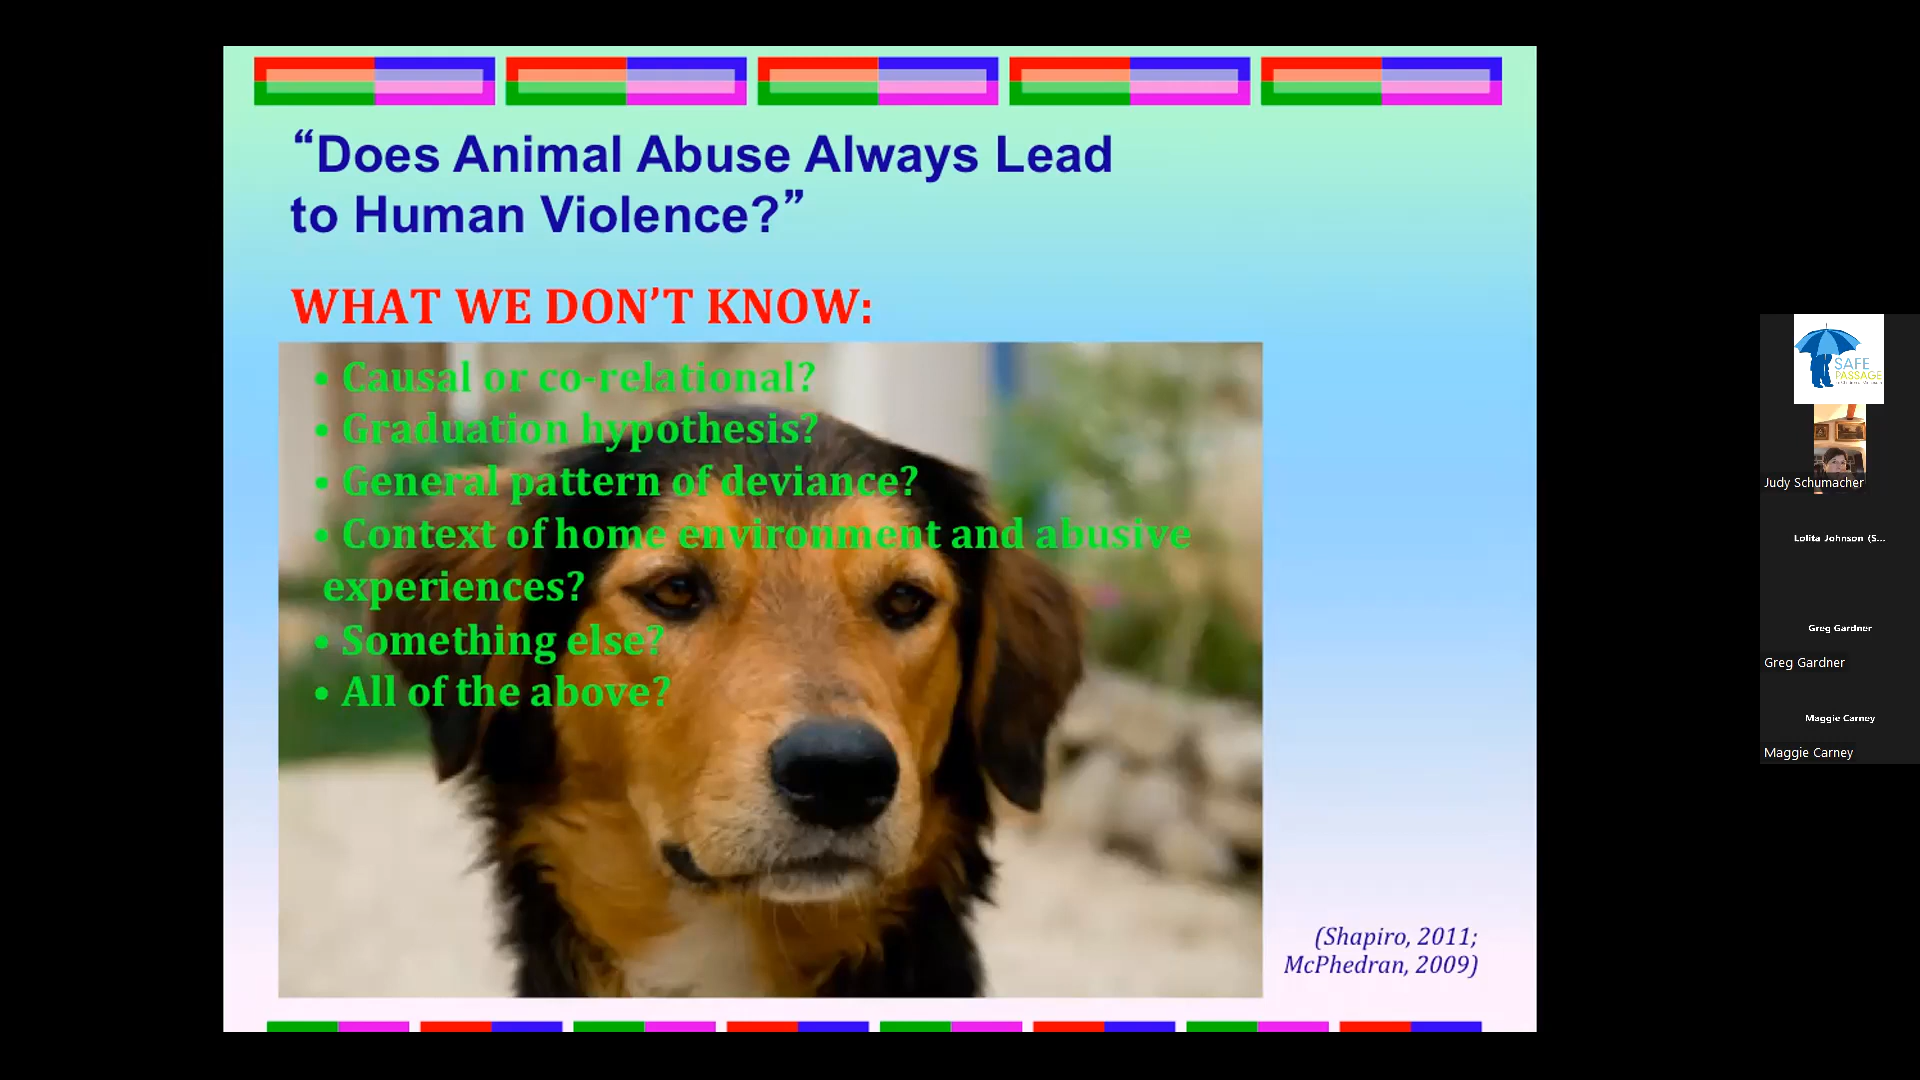 “Does Animal Abuse Always Lead
to Human Violence?”
WHAT WE DON’T KNOW:
• Causal or co-relational?
• Graduation hypothesis?
• General pattern of deviance?
• Context of home environment and abusive
experiences?
• Something else?
• All of the above?
(Shapiro, 2011;
McPhedran, 2009)
SAFE
PASSAGE
Judy Schumacher
Lolita Johnson (S...
Greg Gardner
Greg Gardner
Maggie Carney
Maggie Carney